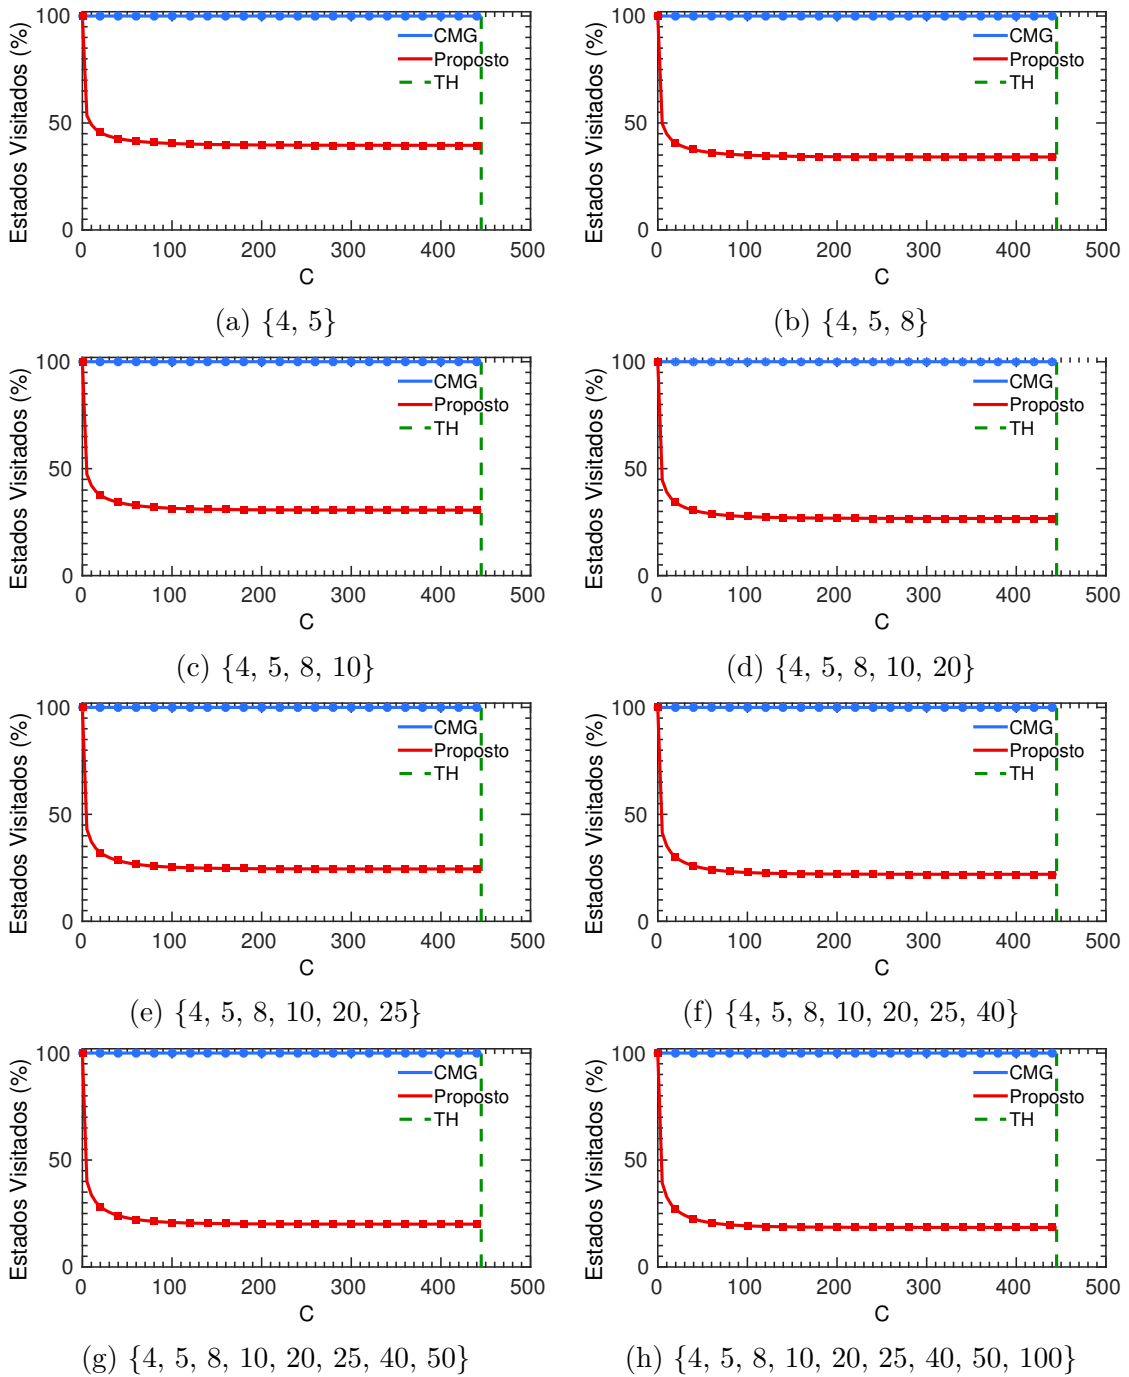 Estados Visitados (%)
100
50
0
CMG
Proposto
TH
0 100 200 300 400 500
C
(a) {4, 5}
Estados Visitados (%)
100
50
0
CMG
Proposto
TH
0 100 200 300 400 500
C
(b) {4, 5, 8}
Estados Visitados (%)
100
50
0
CMG
Proposto
TH
0 100 200 300 400 500
C
(c) {4, 5, 8, 10}
Estados Visitados (%)
100
50
0
CMG
Proposto
TH
0 100 200 300 400 500
C
(d) {4, 5, 8, 10, 20}
Estados Visitados (%)
100
50
0
CMG
Proposto
TH
0 100 200 300 400 500
C
(e) {4, 5, 8, 10, 20, 25}
Estados Visitados (%)
100
50
0
CMG
Proposto
TH
0 100 200 300 400 500
C
(f) {4, 5, 8, 10, 20, 25, 40}
Estados Visitados (%)
100
50
0
CMG
Proposto
TH
0 100 200 300 400 500
C
(g) {4, 5, 8, 10, 20, 25, 40, 50}
Estados Visitados (%)
100
50
0
CMG
Proposto
TH
0 100 200 300 400 500
C
(h) {4, 5, 8, 10, 20, 25, 40, 50, 100}